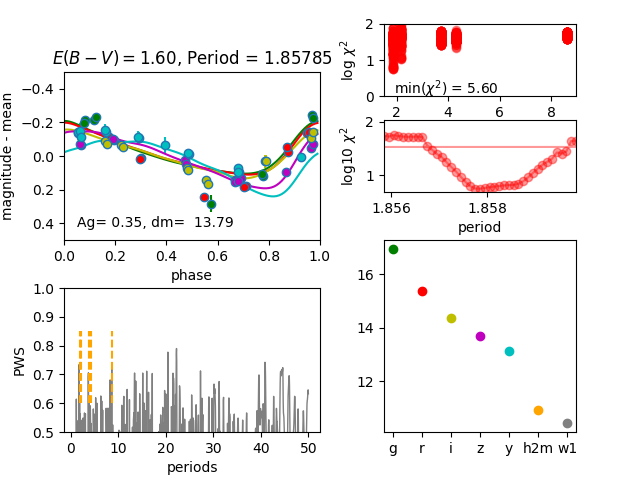 E(B − V) = 1.60, Period = 1.85785
magnitude - mean
−0.4
−0.2
0.0
0.2
0.4
Ag= 0.35, dm=  13.79
0.0 0.2 0.4 0.6 0.8 1.0
phase
log χ²
2
1
0
min(χ²) = 5.60
2 4 6 8
log10 χ²
2
1
1.856 1.858
period
PWS
1.0
0.9
0.8
0.7
0.6
0.5
0 10 20 30 40 50
periods
16
14
12
g r i z y h2m w1